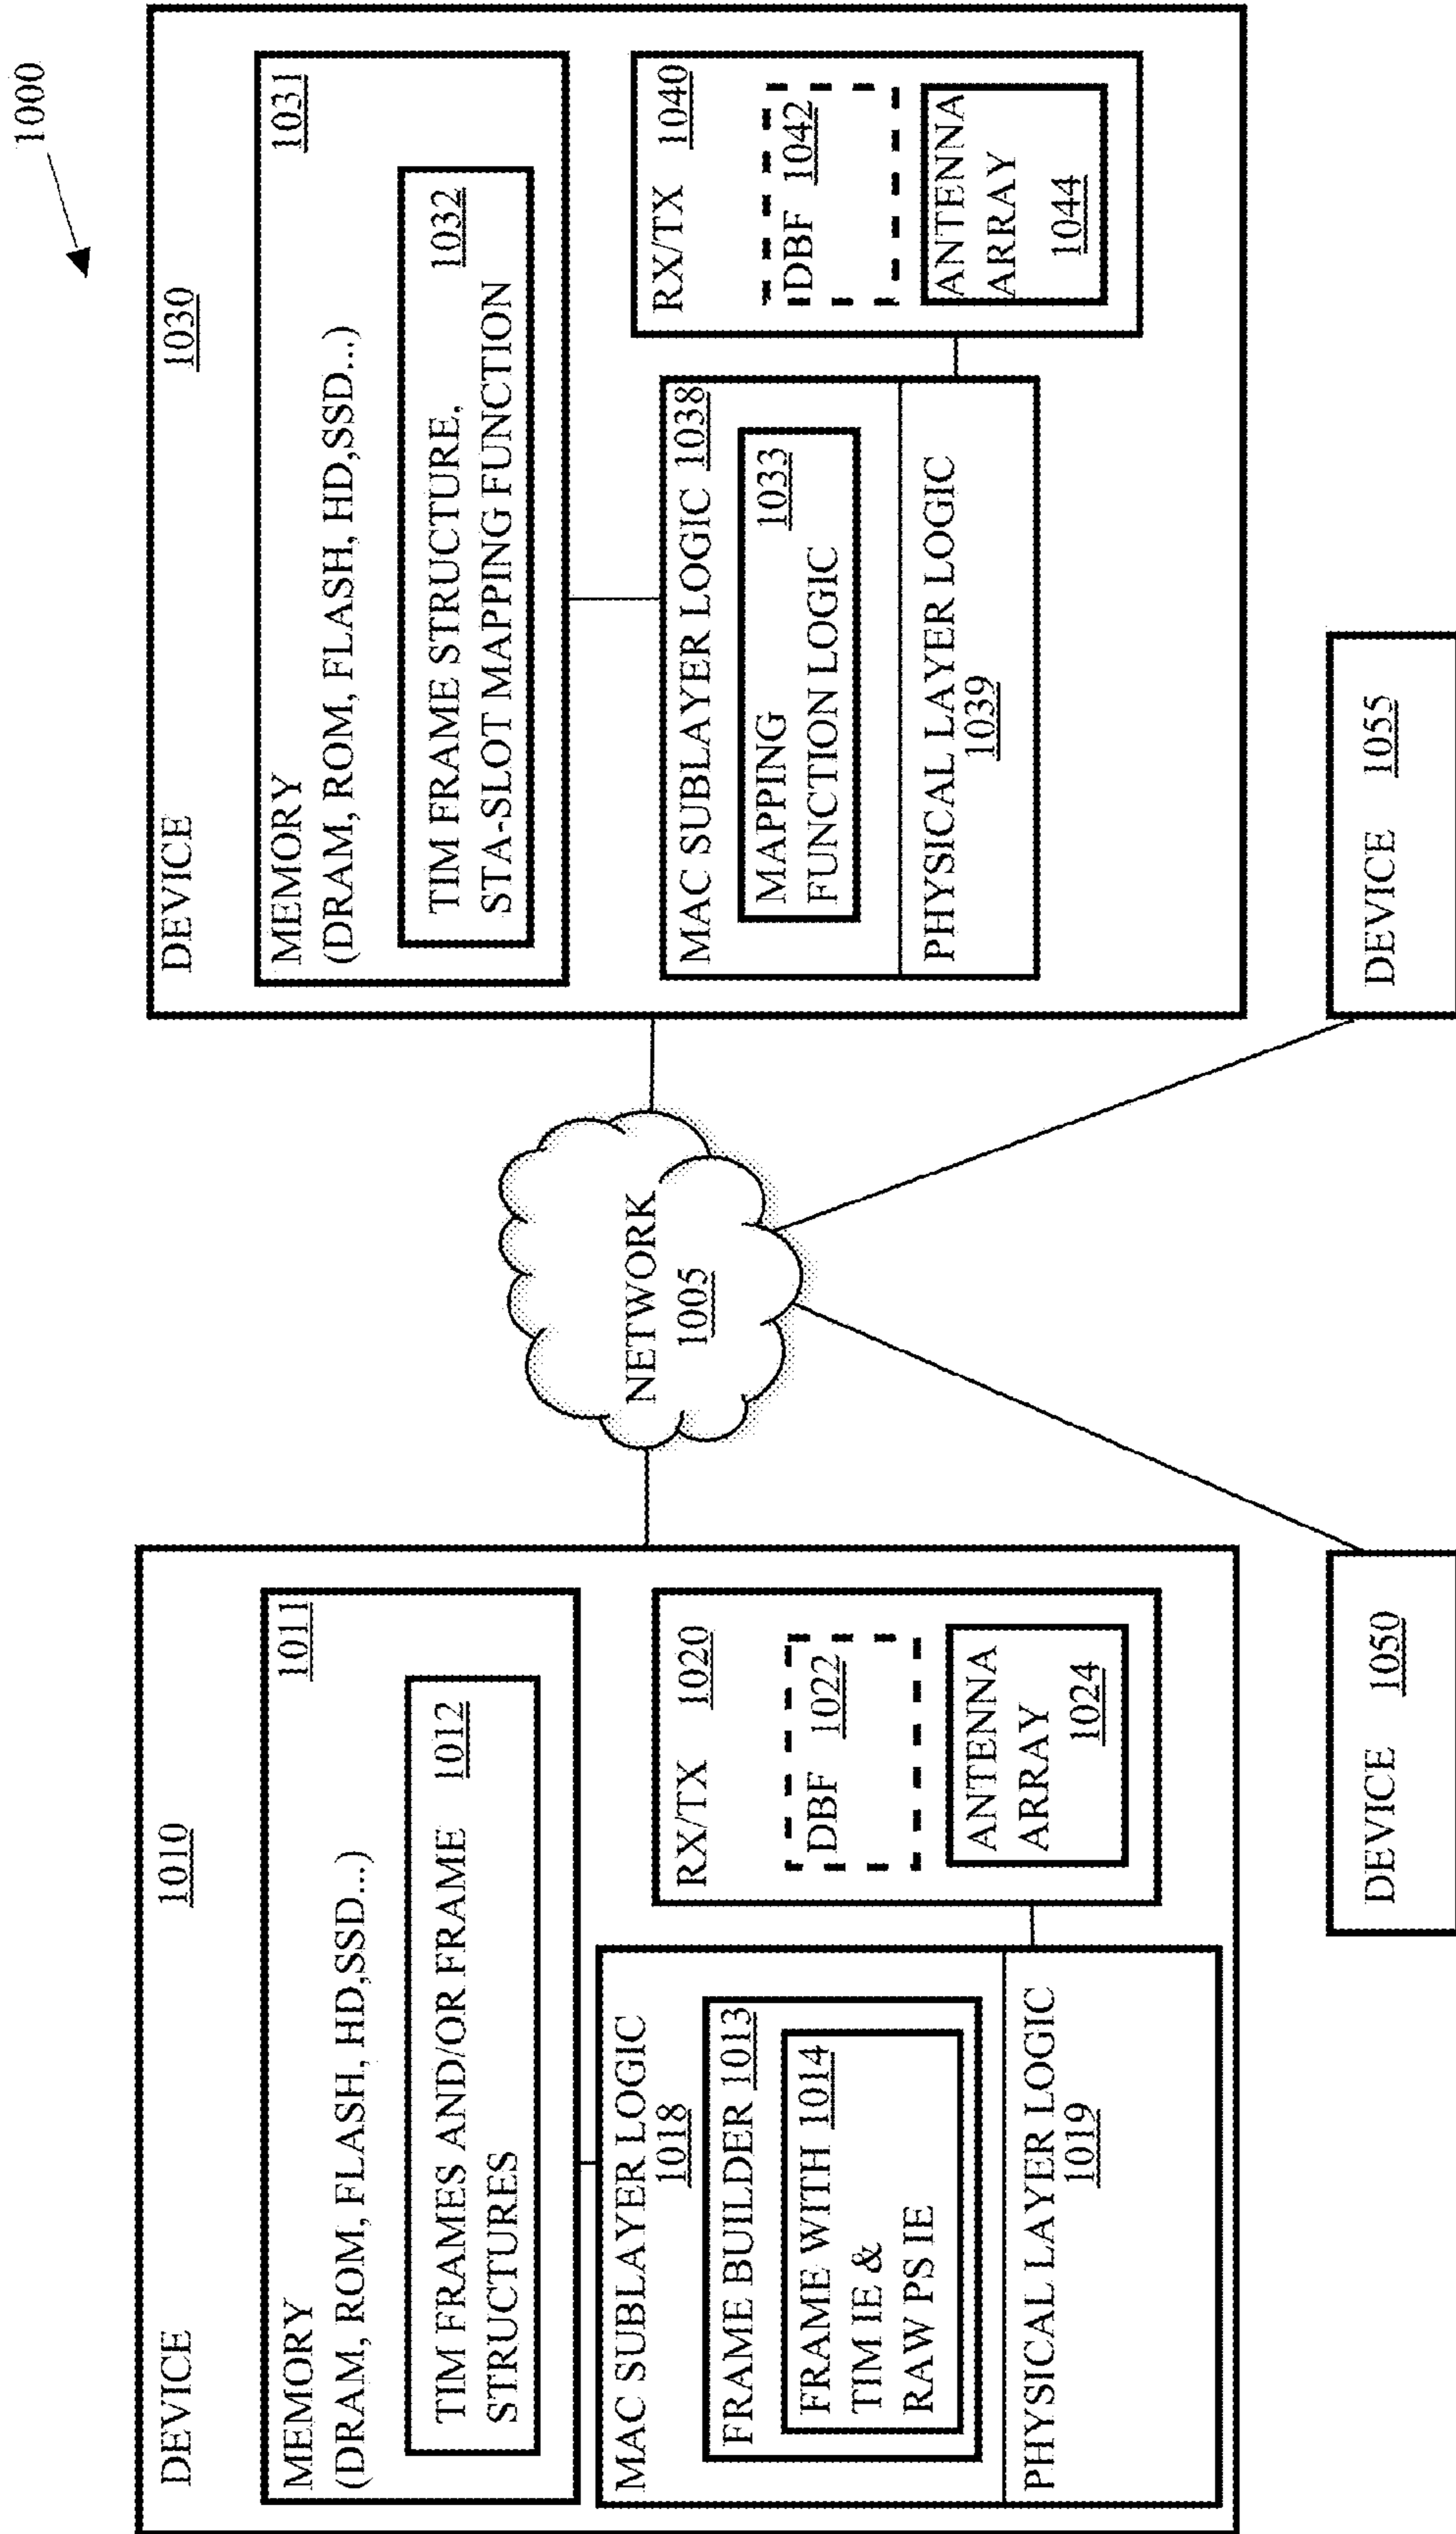 1000
DEVICE 1010
MEMORY 1011
(DRAM, ROM, FLASH, HD,SSD...)
TIM FRAMES AND/OR FRAME 1012
STRUCTURES
MAC SUBLAYER LOGIC
1018
FRAME BUILDER 1013
FRAME WITH 1014
TIM IE &
RAW PS IE
PHYSICAL LAYER LOGIC
1019
RX/TX 1020
DBF 1022
ANTENNA
ARRAY
1024
NETWORK
1005
DEVICE 1030
MEMORY 1031
(DRAM, ROM, FLASH, HD,SSD...)
TIM FRAME STRUCTURE, 1032
STA-SLOT MAPPING FUNCTION
MAC SUBLAYER LOGIC 1038
MAPPING 1033
FUNCTION LOGIC
PHYSICAL LAYER LOGIC
1039
RX/TX 1040
DBF 1042
ANTENNA
ARRAY
1044
DEVICE 1050
DEVICE 1055